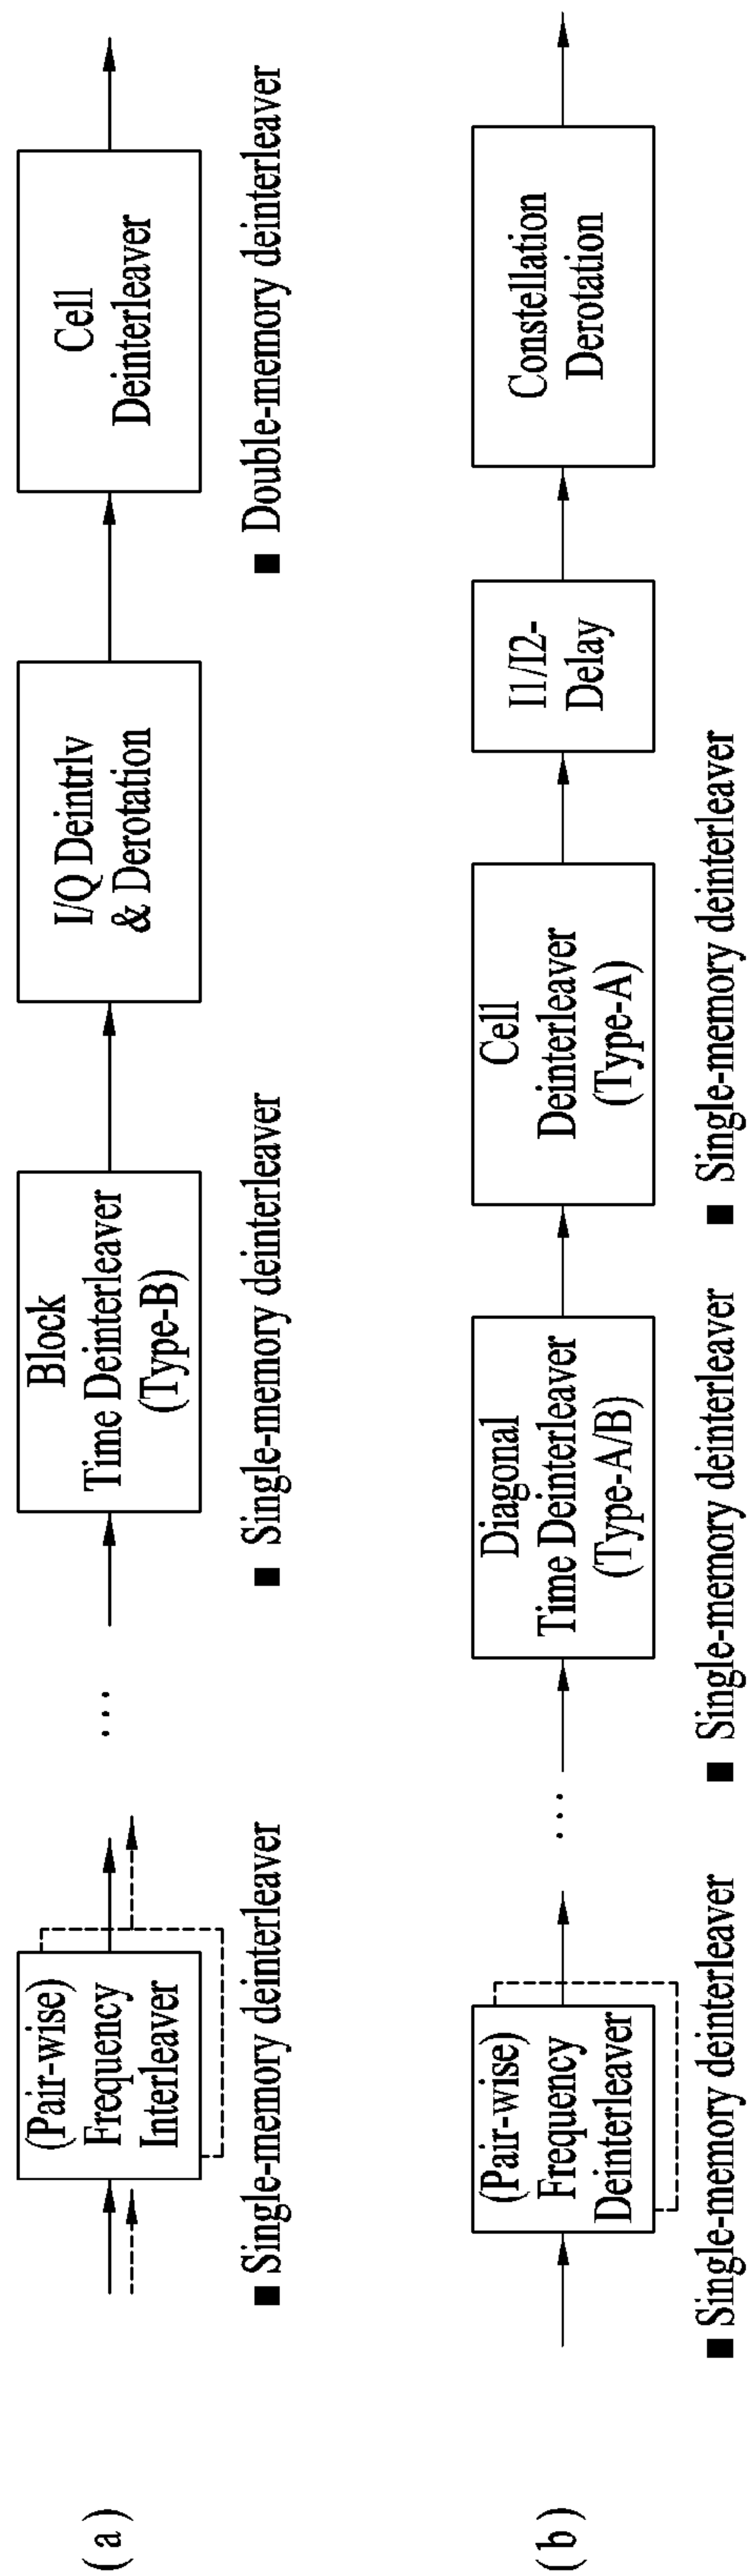 (a)
(Pair-wise)
Frequency
Interleaver
■ Single-memory deinterleaver
...
Block
Time Deinterleaver
(Type-B)
■ Single-memory deinterleaver
I/Q Deintrlv
& Derotation
Cell
Deinterleaver
■ Double-memory deinterleaver
(b)
(Pair-wise)
Frequency
Deinterleaver
■ Single-memory deinterleaver
...
Diagonal
Time Deinterleaver
(Type-A/B)
■ Single-memory deinterleaver
Cell
Deinterleaver
(Type-A)
■ Single-memory deinterleaver
I1/I2-
Delay
Constellation
Derotation